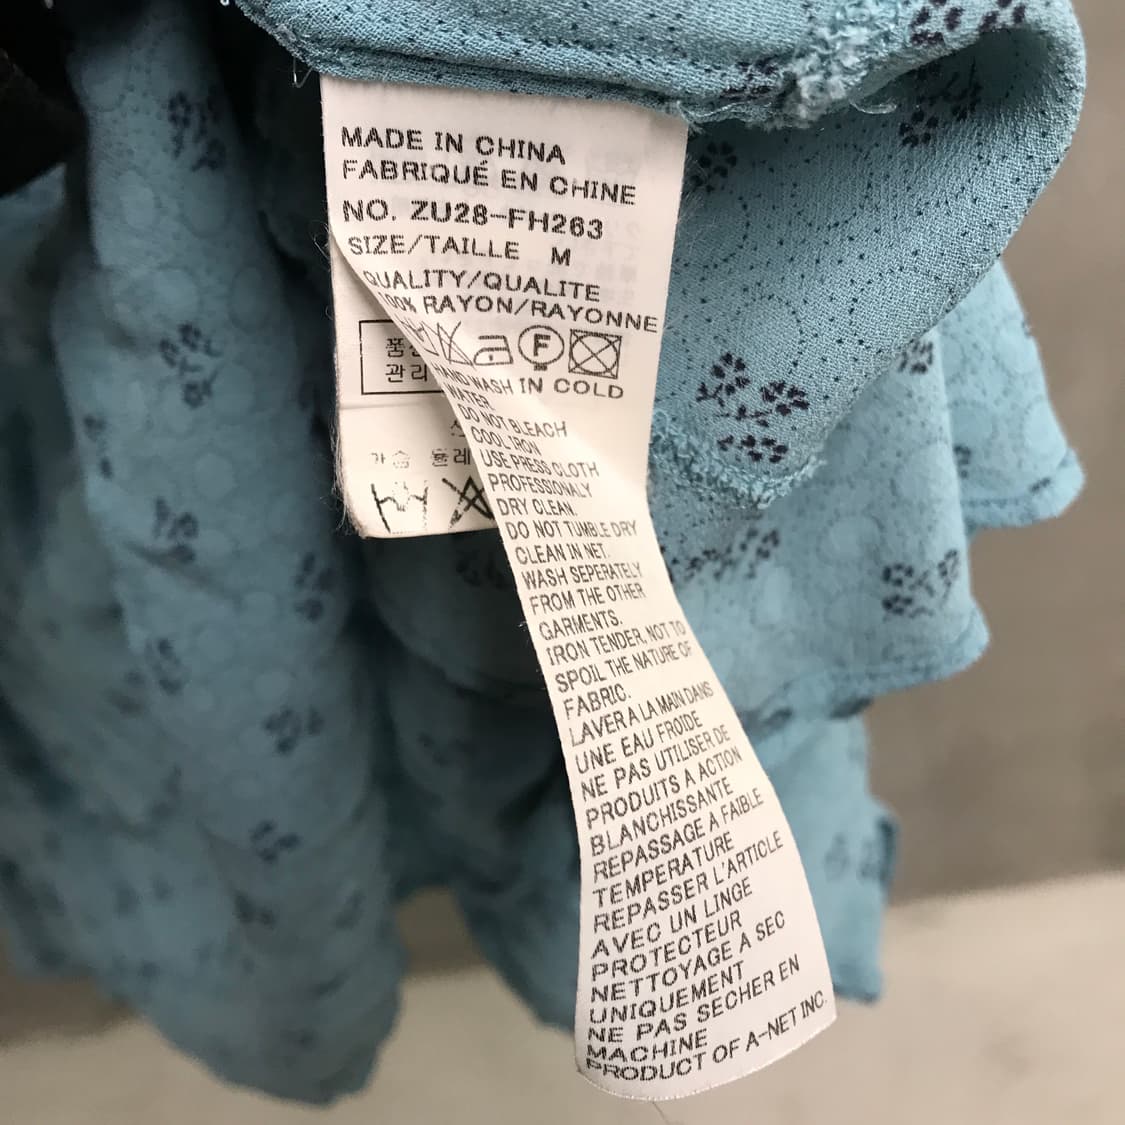 MADE IN CHINA
FABRIQUÉ EN CHINE
NO. ZU28-FH263
SIZE/TAILLE M
QUALITY/QUALITE
100% RAYON/RAYONNE
F
HAND WASH IN COLD
WATER
DO NOT BLEACH
COOL IRON
USE PRESS CLOTH
PROFESSIONALY
DRY CLEAN.
DO NOT TUMBLE DRY
CLEAN IN NET.
WASH SEPERATELY
FROM THE OTHER
GARMENTS.
IRON TENDER. NOT TO
SPOIL THE NATURE OF
FABRIC.
LAVER A LA MAIN DANS
UNE EAU FROIDE
NE PAS UTILISER DE
PRODUITS A ACTION
BLANCHISSANTE
REPASSAGE A FAIBLE
TEMPERATURE
REPASSER L'ARTICLE
AVEC UN LINGE
PROTECTEUR
NETTOYAGE A SEC
UNIQUEMENT
NE PAS SECHER EN
MACHINE
PRODUCT OF A-NET INC.
관리